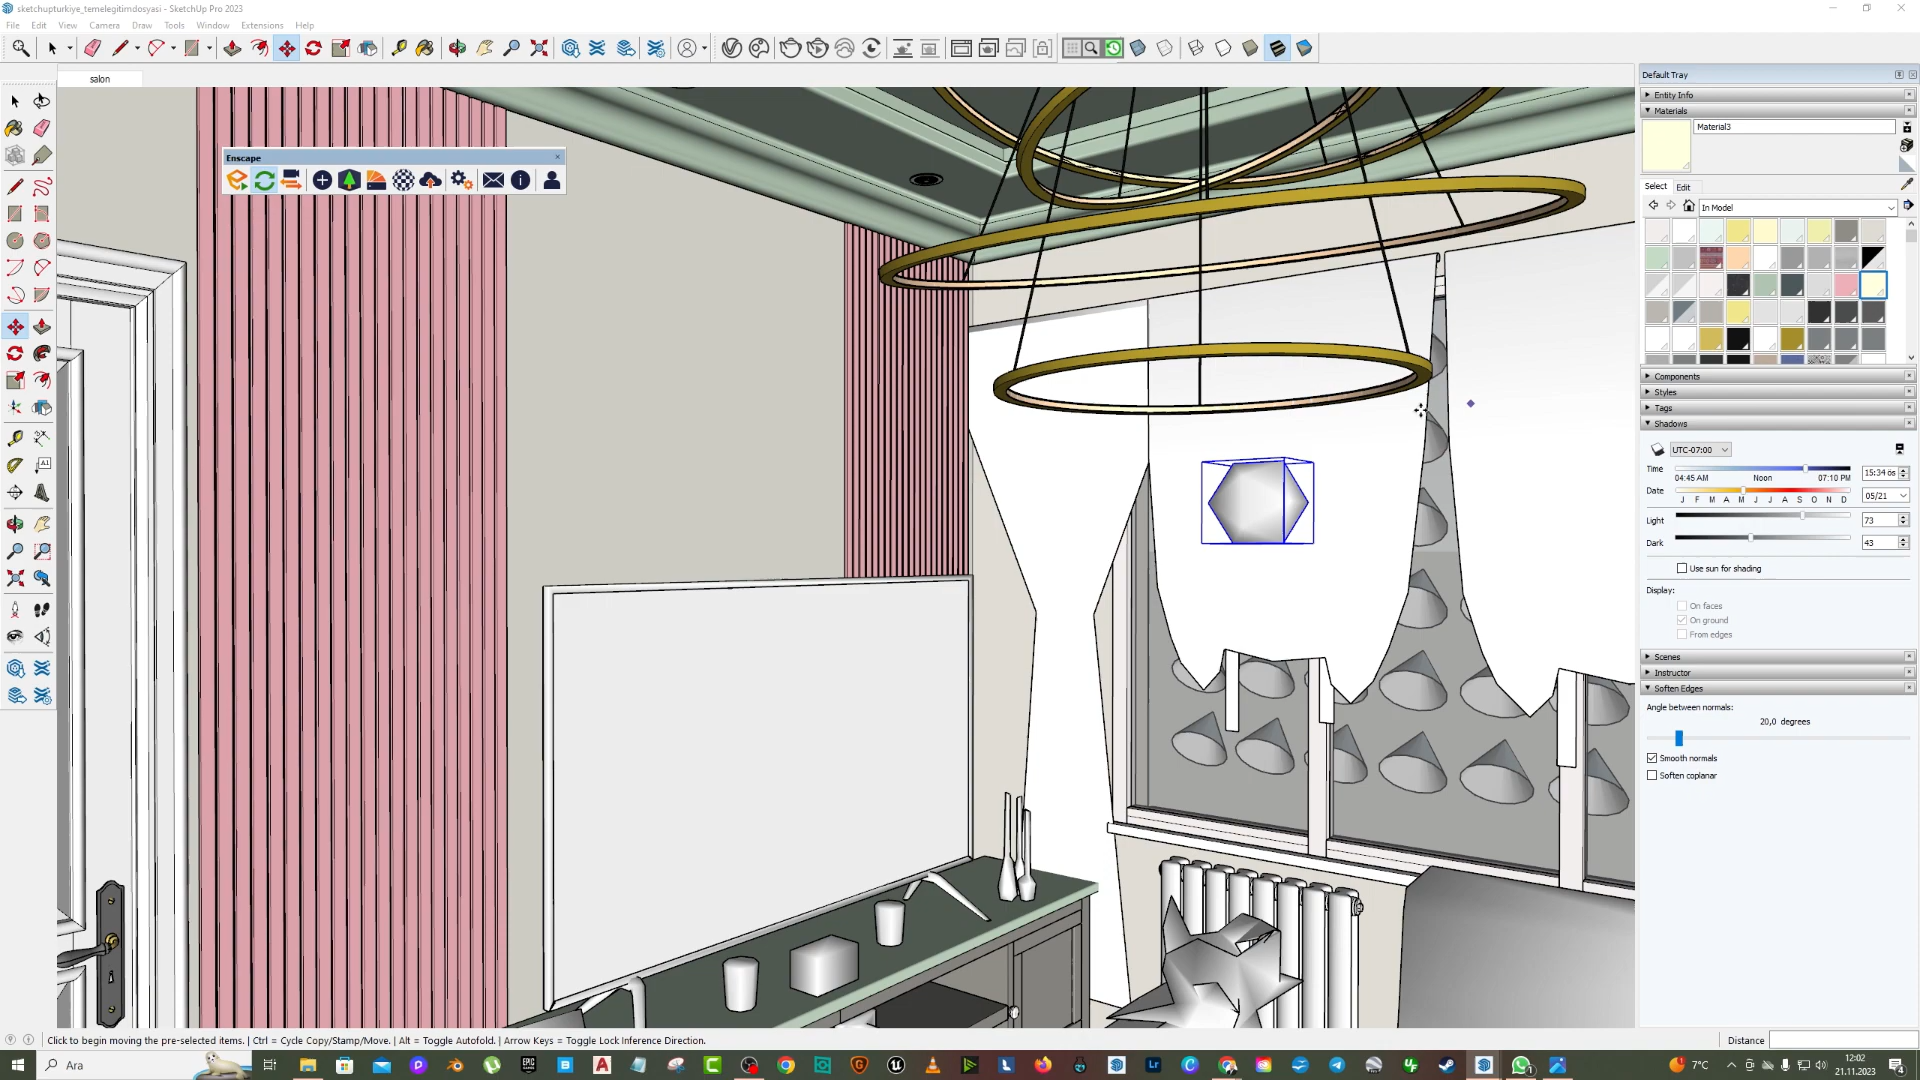 sketchupturkiye_temelegitimdosyasi - SketchUp Pro 2023
File Edit View Camera Draw Tools Window Extensions Help
salon
Enscape
Default Tray
Entity Info
Materials
Material3
Select Edit
In Model
Components
Styles
Tags
Shadows
UTC-07:00
Time 15:34
04:45 AM Noon 07:10 PM
Date 05/21
J F M A M J J A S O N D
Light 73
Dark 43
Use sun for shading
Display:
On faces
On ground
From edges
Scenes
Instructor
Soften Edges
Angle between normals:
20,0 degrees
Smooth normals
Soften coplanar
Click to begin moving the pre-selected items. | Ctrl = Cycle Copy/Stamp/Move. | Alt = Toggle Autofold. | Arrow Keys = Toggle Lock Inference Direction.
Distance
Ara
7°C
12:02
21.11.2023